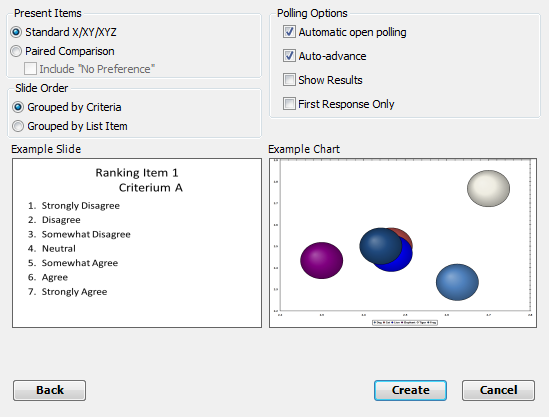 Present Items
Standard X/XY/XYZ
Paired Comparison
Include "No Preference"
Slide Order
Grouped by Criteria
Grouped by List Item
Polling Options
Automatic open polling
Auto-advance
Show Results
First Response Only
Example Slide
Ranking Item 1
Criterium A
1. Strongly Disagree
2. Disagree
3. Somewhat Disagree
4. Neutral
5. Somewhat Agree
6. Agree
7. Strongly Agree
Example Chart
Back
Create
Cancel